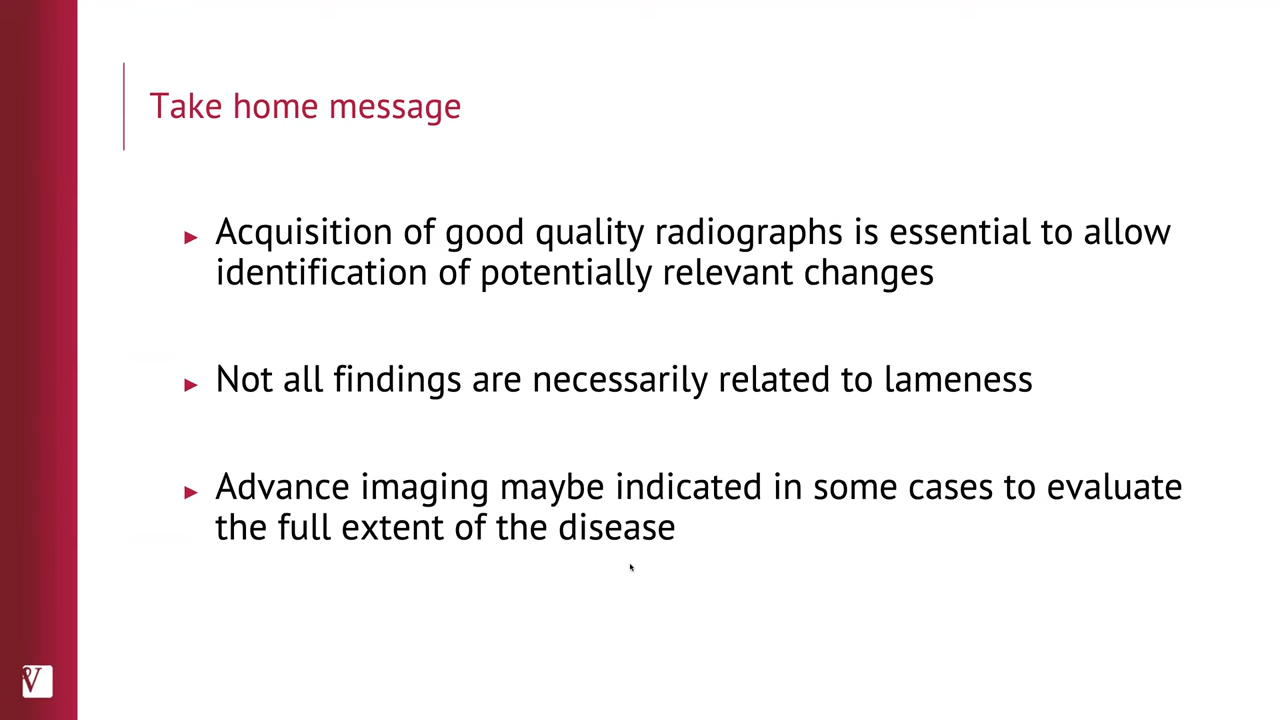 Take home message
Acquisition of good quality radiographs is essential to allow
identification of potentially relevant changes
Not all findings are necessarily related to lameness
Advance imaging maybe indicated in some cases to evaluate
the full extent of the disease